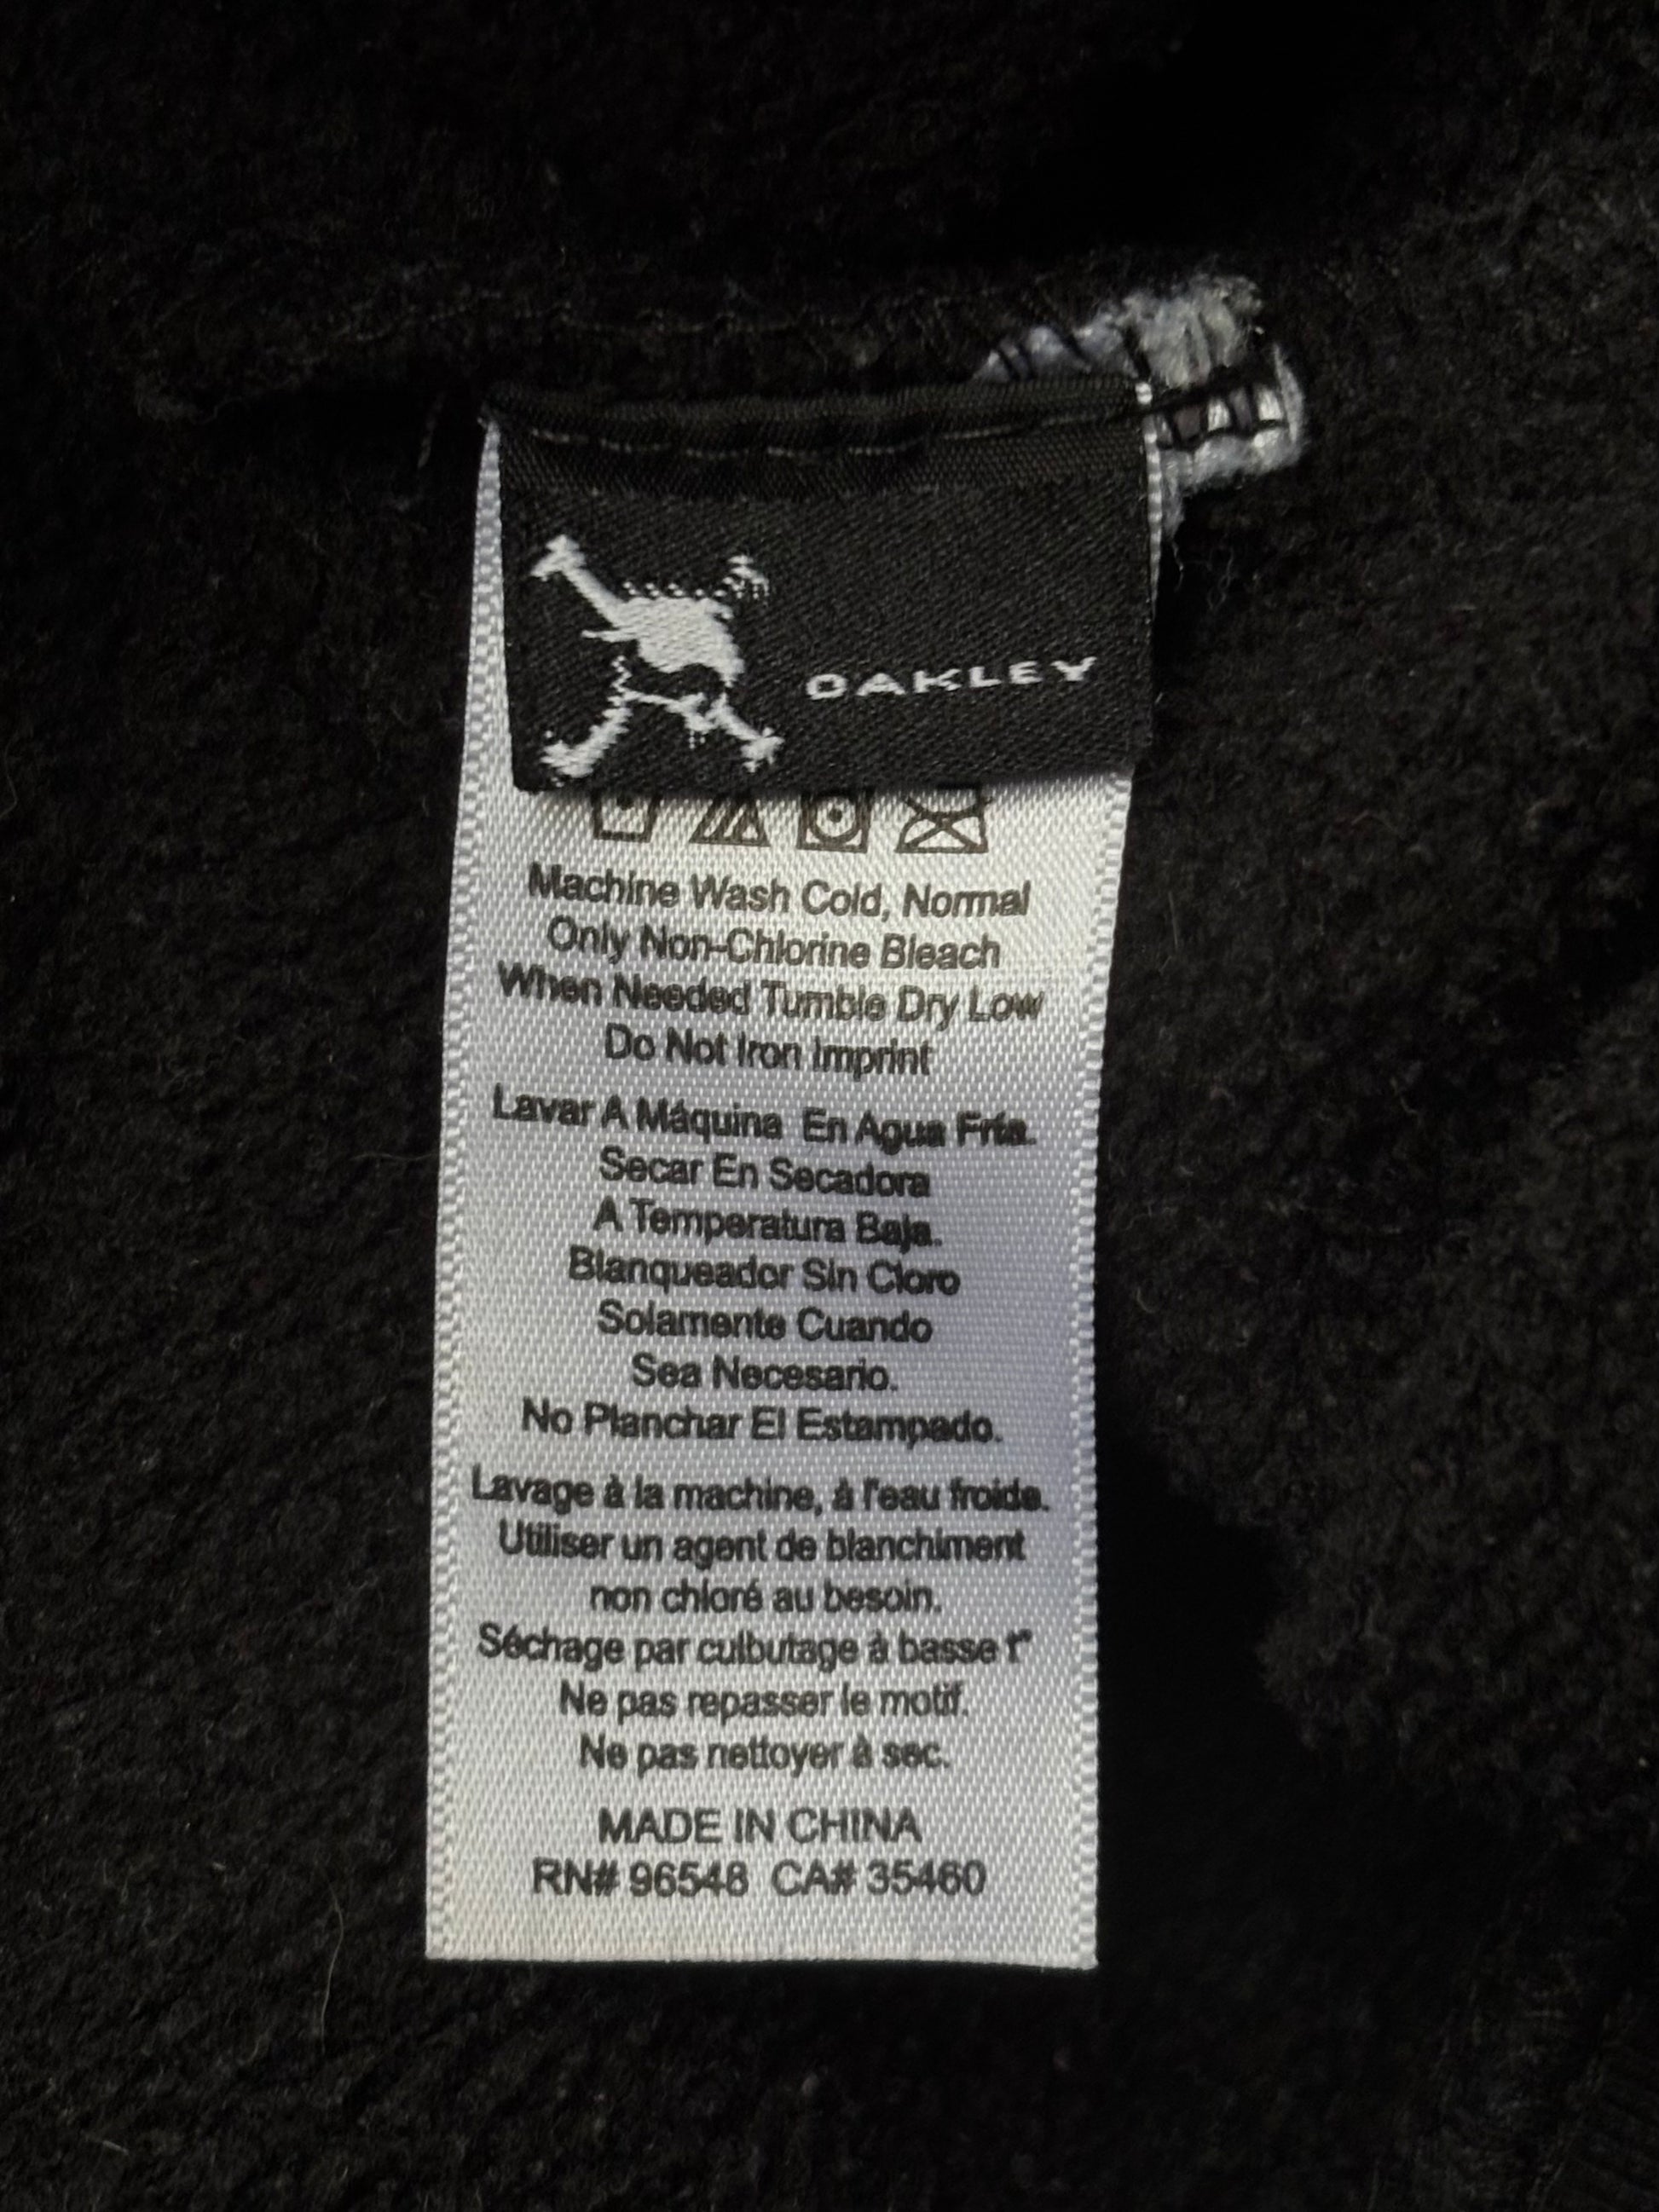 OAKLEY
Machine Wash Cold, Normal
Only Non-Chlorine Bleach
When Needed Tumble Dry Low
Do Not Iron Imprint
Lavar A Máquina En Agua Fría.
Secar En Secadora
A Temperatura Baja.
Blanqueador Sin Cloro
Solamente Cuando
Sea Necesario.
No Planchar El Estampado.
Lavage à la machine, à l'eau froide.
Utiliser un agent de blanchiment
non chloré au besoin.
Séchage par culbutage à basse t°
Ne pas repasser le motif.
Ne pas nettoyer à sec.
MADE IN CHINA
RN# 96548 CA# 35460